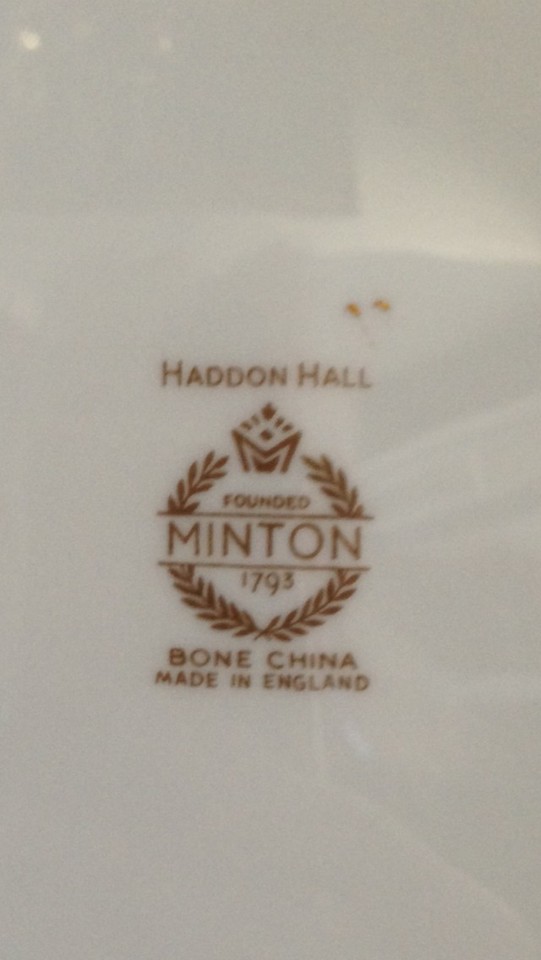 HADDON HALL
FOUNDED
MINTON
1793
BONE CHINA
MADE IN ENGLAND